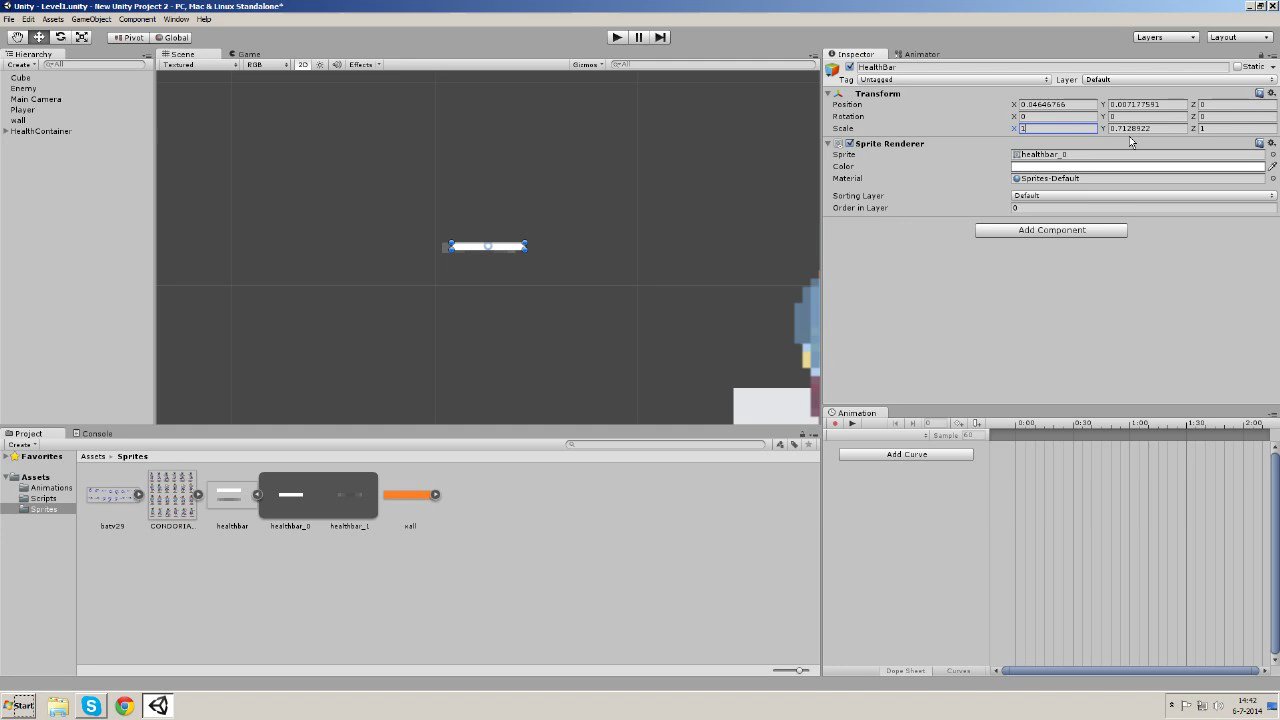 Unity - Level1.unity - New Unity Project 2 - PC, Mac & Linux Standalone*
File Edit Assets GameObject Component Window Help
Pivot Global Layers Layout
Hierarchy
Create All
Cube
Enemy
Main Camera
Player
wall
HealthContainer
Scene Game
Textured RGB 2D Effects Gizmos All
Inspector Animator
HealthBar Static
Tag Untagged Layer Default
Transform
Position X 0.04646766 Y 0.007177591 Z 0
Rotation X 0 Y 0 Z 0
Scale X 1 Y 0.7128922 Z 1
Sprite Renderer
Sprite healthbar_0
Color
Material Sprites-Default
Sorting Layer Default
Order in Layer 0
Add Component
Animation
0 0:00 0:30 1:00 1:30 2:00
Sample 60
Add Curve
Dope Sheet Curves
Project Console
Create
Favorites
Assets
Animations
Scripts
Sprites
Assets Sprites
batv29 CONDORIA... healthbar healthbar_0 healthbar_1 wall
Start
14:42
6-7-2014